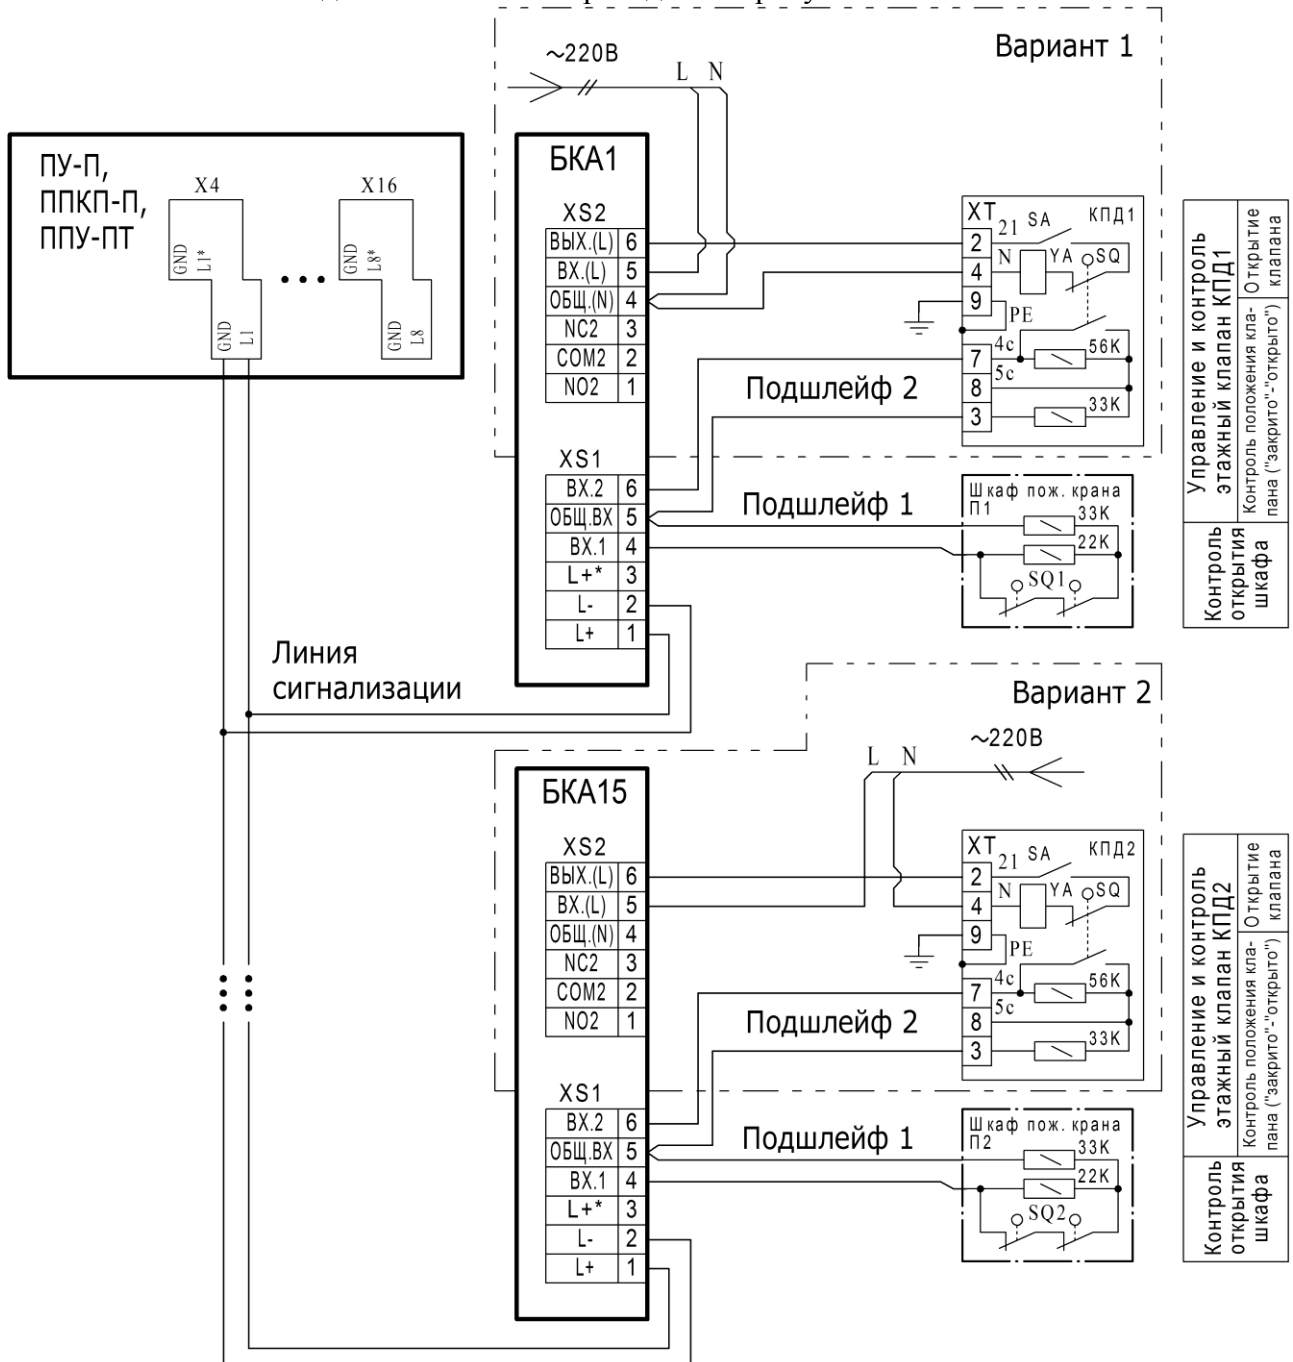 Вариант 1
~220В
L N
ПУ-П,
ППКП-П,
ППУ-ПТ
X4
X16
GND
L1*
GND
L1
GND
L8*
GND
L8
БКА1
XS2
ВЫХ.(L) 6
ВХ.(L) 5
ОБЩ.(N) 4
NC2 3
COM2 2
NO2 1
XS1
ВХ.2 6
ОБЩ.ВХ 5
ВХ.1 4
L+* 3
L- 2
L+ 1
XT
21 SA КПД1
2
4
9
7
8
3
N YA SQ
PE
4c
56K
5c
33K
Подшлейф 2
Подшлейф 1
Шкаф пож. крана
П1
33K
22K
SQ1
Управление и контроль
этажный клапан КПД1
Открытие
клапана
Контроль положения кла-
пана ("закрито"-"открыто")
Контроль
открытия
шкафа
Линия
сигнализации
Вариант 2
~220В
L N
БКА15
XS2
ВЫХ.(L) 6
ВХ.(L) 5
ОБЩ.(N) 4
NC2 3
COM2 2
NO2 1
XS1
ВХ.2 6
ОБЩ.ВХ 5
ВХ.1 4
L+* 3
L- 2
L+ 1
XT
21 SA КПД2
2
4
9
7
8
3
N YA SQ
PE
4c
56K
5c
33K
Подшлейф 2
Подшлейф 1
Шкаф пож. крана
П2
33K
22K
SQ2
Управление и контроль
этажный клапан КПД2
Открытие
клапана
Контроль положения кла-
пана ("закрито"-"открыто")
Контроль
открытия
шкафа